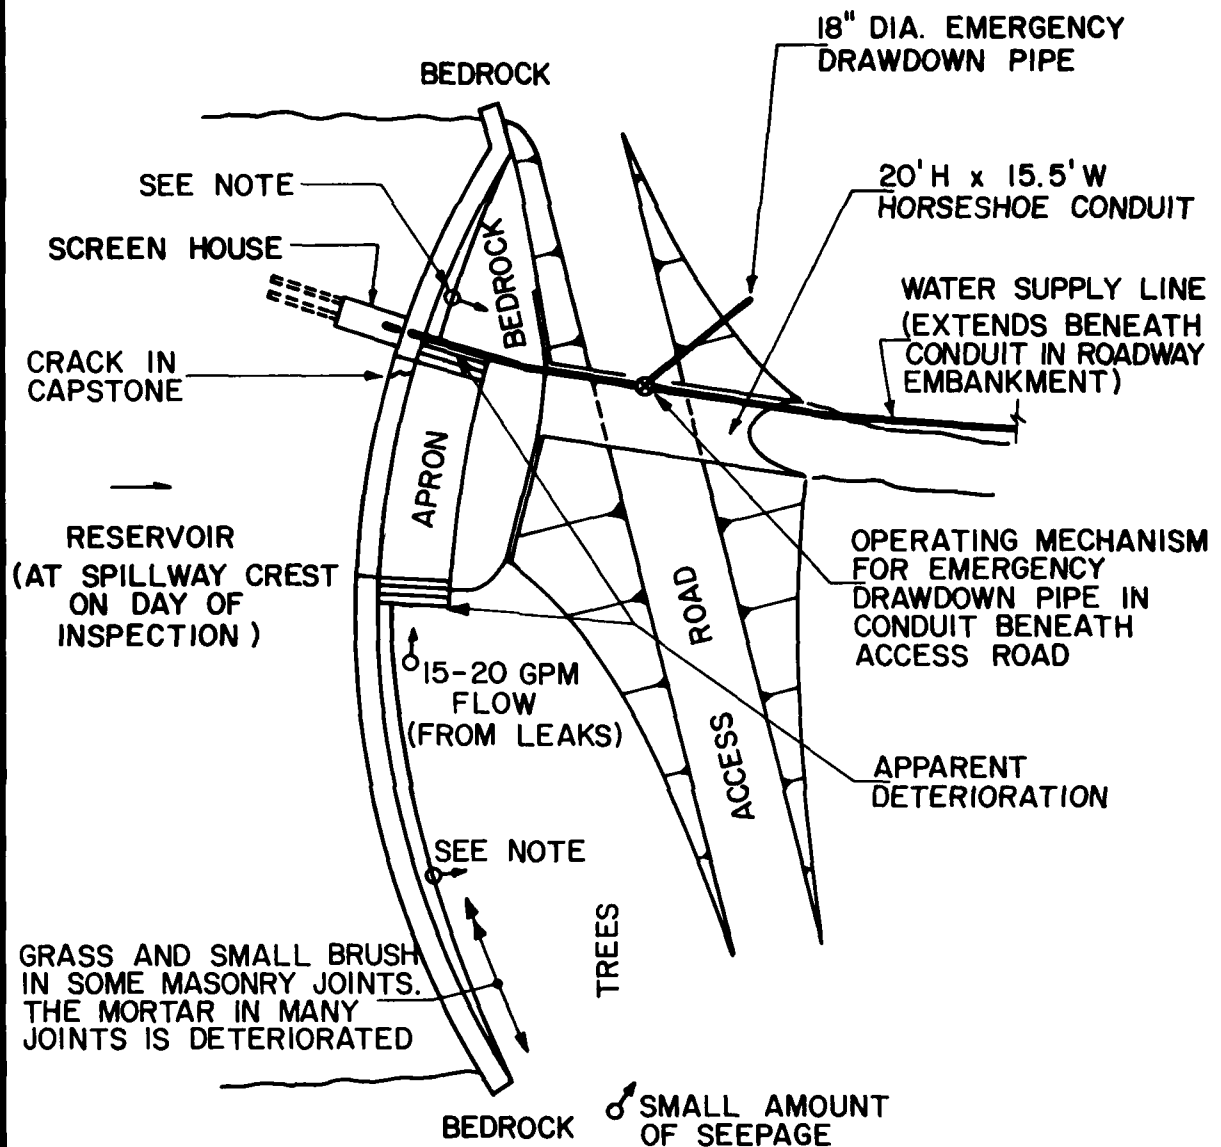 18" DIA. EMERGENCY
DRAWDOWN PIPE
BEDROCK
20'H x 15.5'W
HORSESHOE CONDUIT
SEE NOTE
SCREEN HOUSE
BEDROCK
WATER SUPPLY LINE
(EXTENDS BENEATH
CONDUIT IN ROADWAY
EMBANKMENT)
CRACK IN
CAPSTONE
APRON
RESERVOIR
(AT SPILLWAY CREST
ON DAY OF
INSPECTION )
OPERATING MECHANISM
FOR EMERGENCY
DRAWDOWN PIPE IN
CONDUIT BENEATH
ACCESS ROAD
ACCESS ROAD
15-20 GPM
FLOW
(FROM LEAKS)
APPARENT
DETERIORATION
SEE NOTE
TREES
GRASS AND SMALL BRUSH
IN SOME MASONRY JOINTS.
THE MORTAR IN MANY
JOINTS IS DETERIORATED
BEDROCK
SMALL AMOUNT
OF SEEPAGE